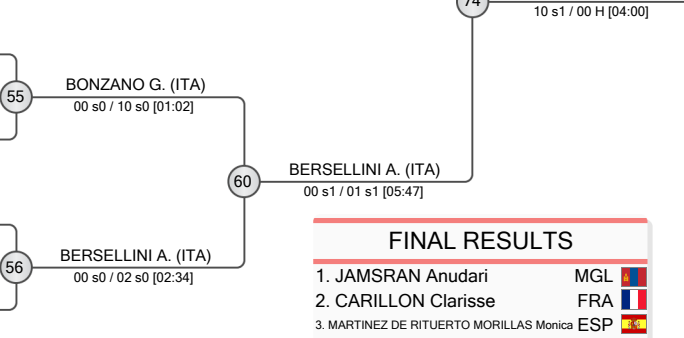 74
10 s1 / 00 H [04:00]
55
BONZANO G. (ITA)
00 s0 / 10 s0 [01:02]
60
BERSELLINI A. (ITA)
00 s1 / 01 s1 [05:47]
56
BERSELLINI A. (ITA)
00 s0 / 02 s0 [02:34]
FINAL RESULTS
1. JAMSRAN Anudari MGL
2. CARILLON Clarisse FRA
3. MARTINEZ DE RITUERTO MORILLAS Monica ESP